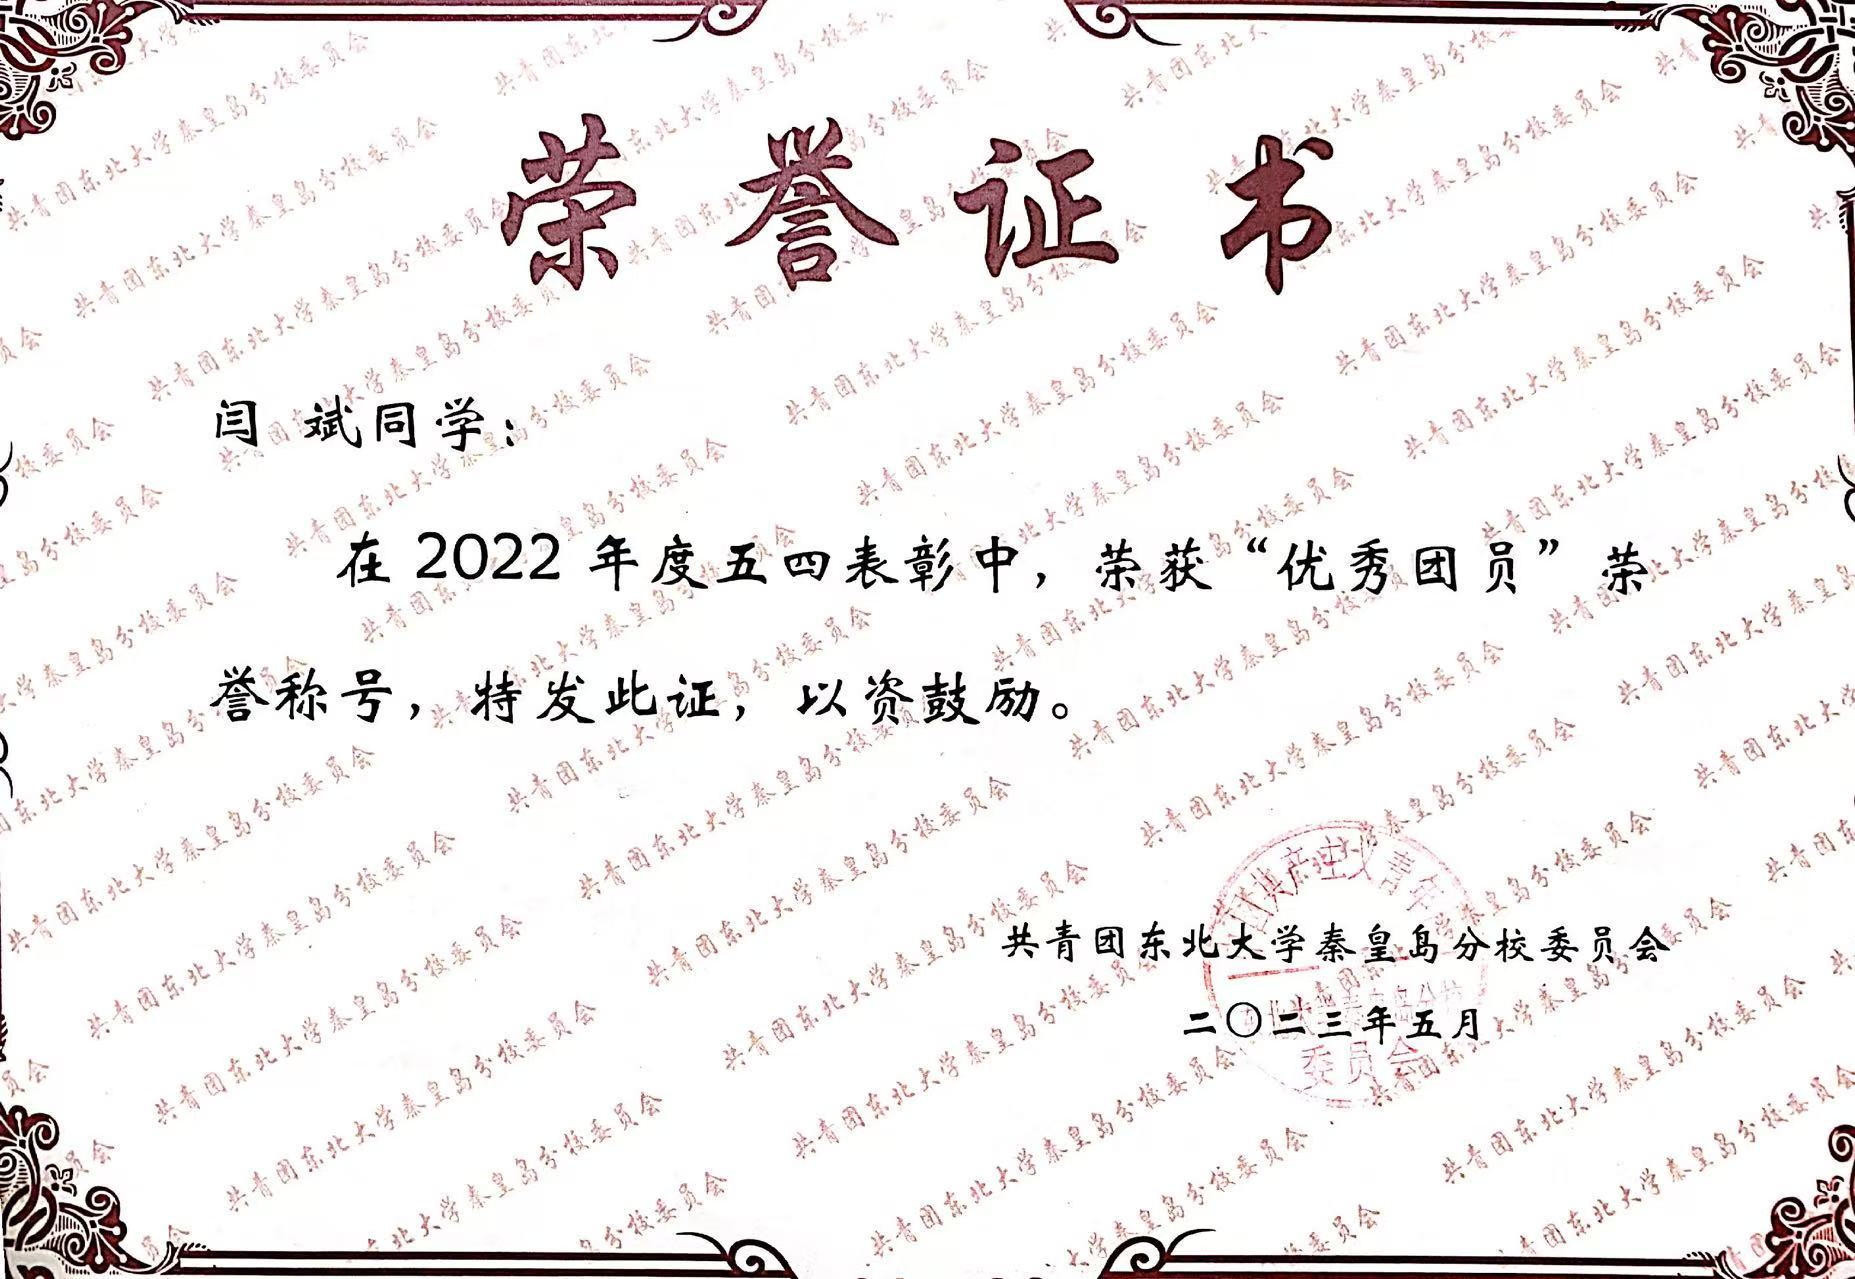 荣誉证书
闫 斌同学：
在 2022 年度五四表彰中，荣获“优秀团员”荣
誉称号，特发此证，以资鼓励。
共青团东北大学秦皇岛分校委员会
二〇二三年五月
委员会